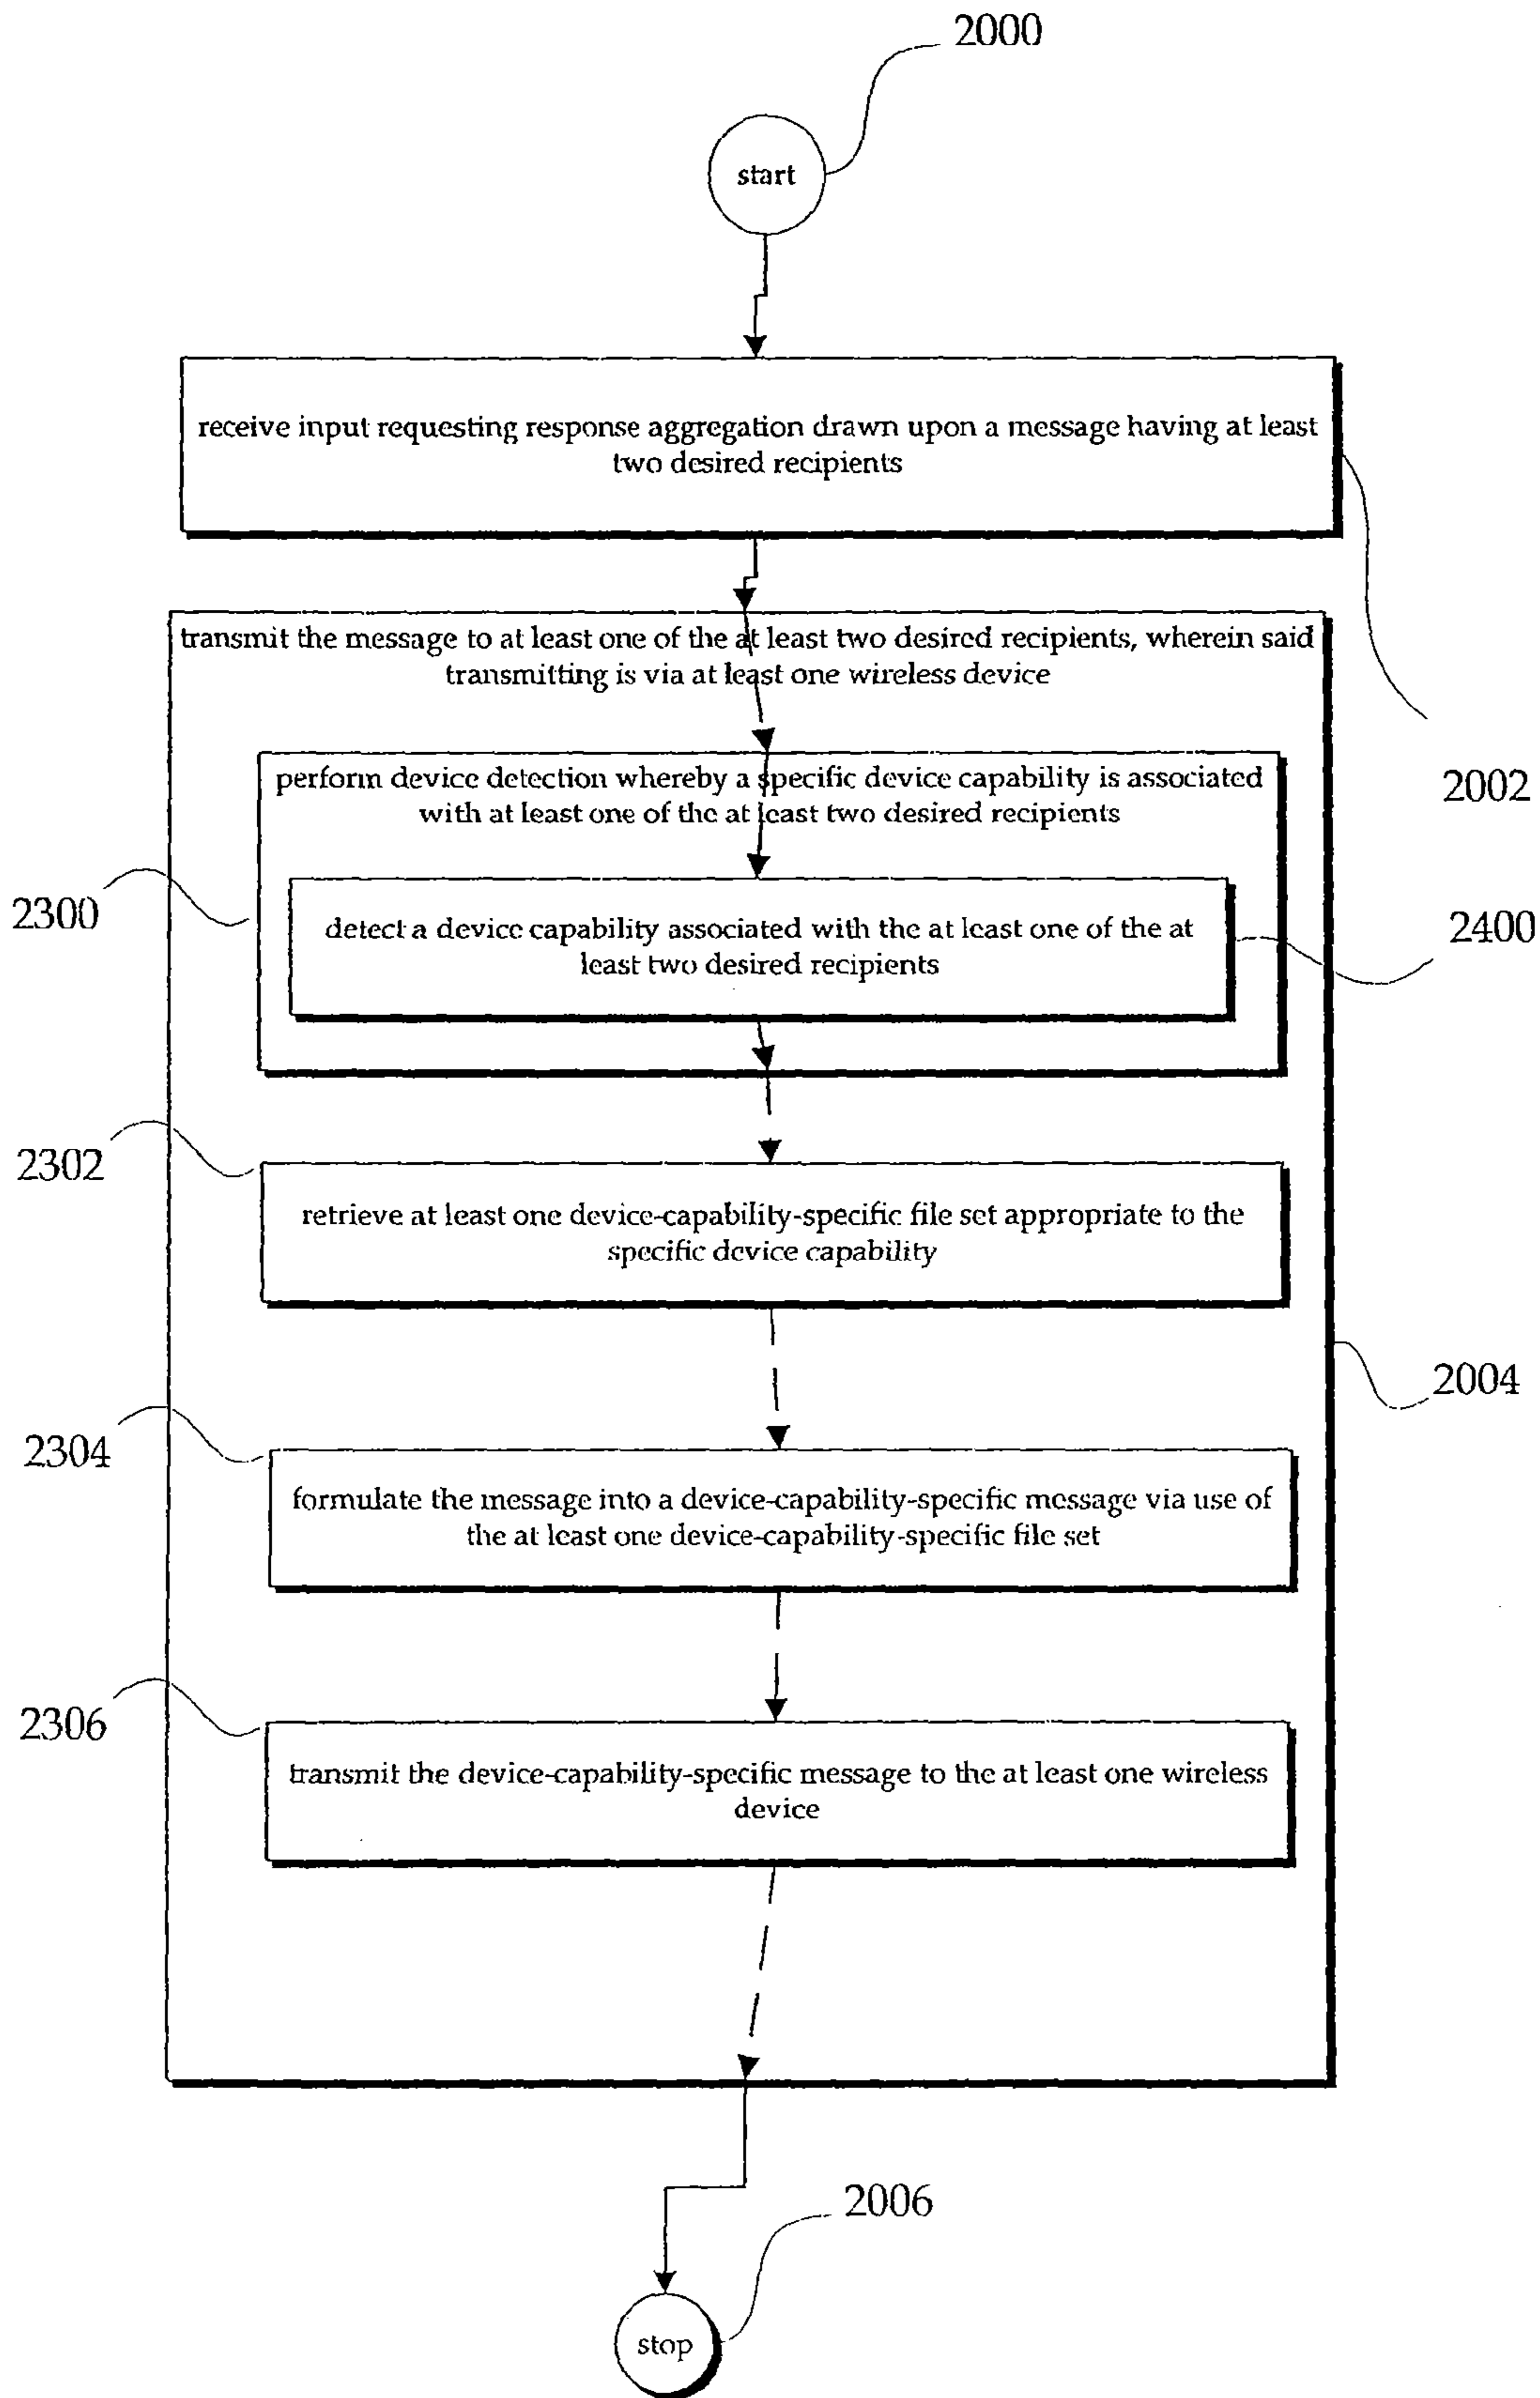 2000
start
receive input requesting response aggregation drawn upon a message having at least
two desired recipients
transmit the message to at least one of the at least two desired recipients, wherein said
transmitting is via at least one wireless device
perform device detection whereby a specific device capability is associated
with at least one of the at least two desired recipients
2002
2300
detect a device capability associated with the at least one of the at
least two desired recipients
2400
2302
retrieve at least one device-capability-specific file set appropriate to the
specific device capability
2004
2304
formulate the message into a device-capability-specific message via use of
the at least one device-capability-specific file set
2306
transmit the device-capability-specific message to the at least one wireless
device
2006
stop